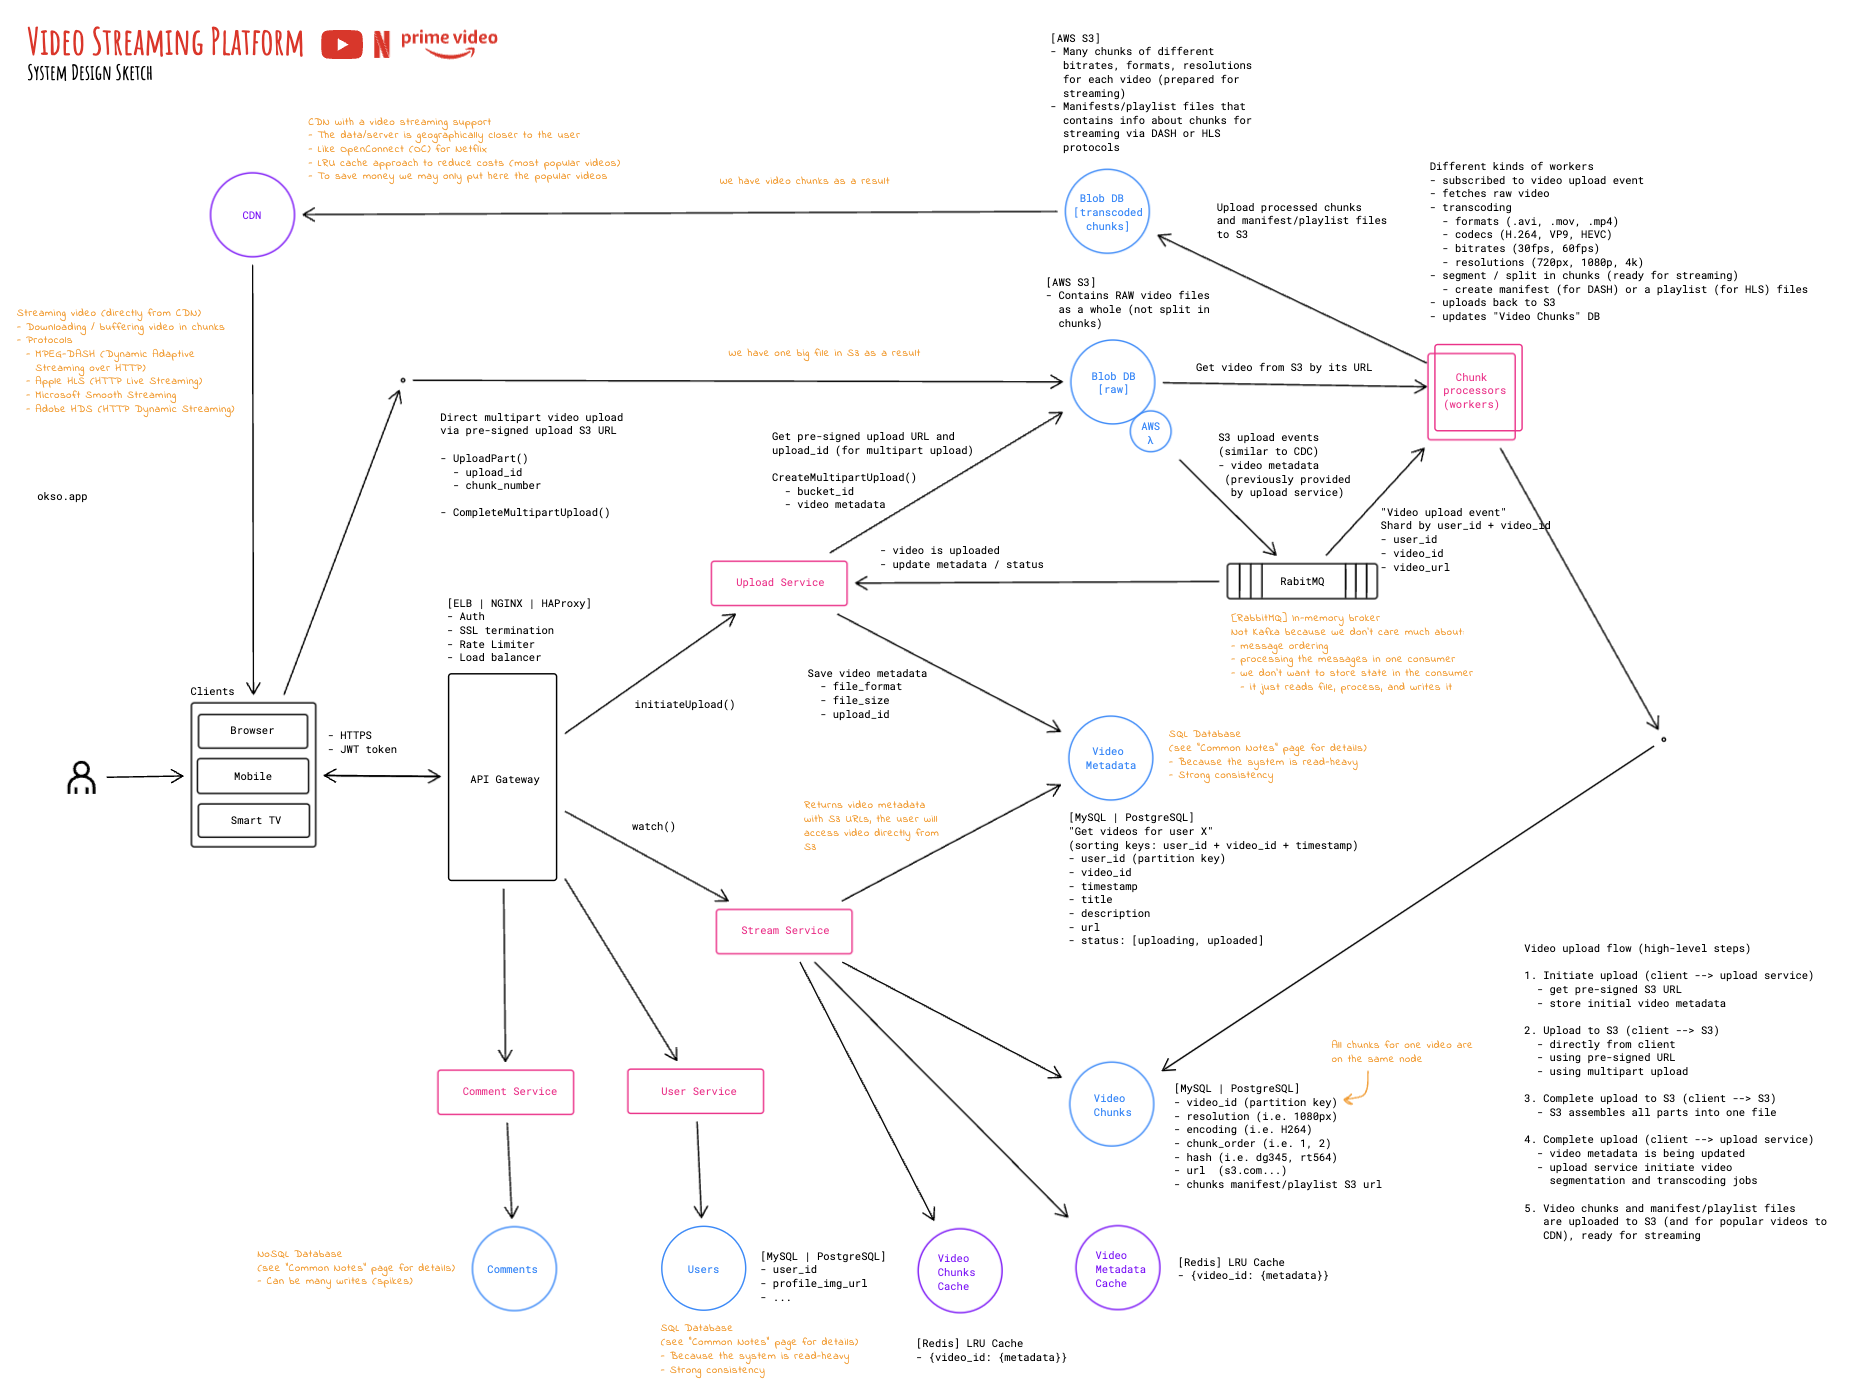 VIDEO STREAMING PLATFORM
prime video
SYSTEM DESIGN SKETCH
[AWS S3]
- Many chunks of different
bitrates, formats, resolutions
for each video (prepared for
streaming)
- Manifests/playlist files that
contains info about chunks for
streaming via DASH or HLS
protocols
CDN with a video streaming support
- The data/server is geographically closer to the user
- Like OpenConnect (OC) for Netflix
- LRU cache approach to reduce costs (most popular videos)
- To save money we may only put here the popular videos
CDN
We have video chunks as a result
Blob DB
[transcoded
chunks]
Upload processed chunks
and manifest/playlist files
to S3
Different kinds of workers
- subscribed to video upload event
- fetches raw video
- transcoding
- formats (.avi, .mov, .mp4)
- codecs (H.264, VP9, HEVC)
- bitrates (30fps, 60fps)
- resolutions (720px, 1080p, 4k)
- segment / split in chunks (ready for streaming)
- create manifest (for DASH) or a playlist (for HLS) files
- uploads back to S3
- updates "Video Chunks" DB
[AWS S3]
- Contains RAW video files
as a whole (not split in
chunks)
Streaming video (directly from CDN)
- Downloading / buffering video in chunks
- Protocols
- MPEG-DASH (Dynamic Adaptive
Streaming over HTTP)
- Apple HLS (HTTP Live Streaming)
- Microsoft Smooth Streaming
- Adobe HDS (HTTP Dynamic Streaming)
We have one big file in S3 as a result
Blob DB
[raw]
AWS
λ
Get video from S3 by its URL
Chunk
processors
(workers)
Direct multipart video upload
via pre-signed upload S3 URL
- UploadPart()
- upload_id
- chunk_number
- CompleteMultipartUpload()
Get pre-signed upload URL and
upload_id (for multipart upload)
CreateMultipartUpload()
- bucket_id
- video metadata
S3 upload events
(similar to CDC)
- video metadata
(previously provided
by upload service)
okso.app
"Video upload event"
Shard by user_id + video_id
- user_id
- video_id
- video_url
- video is uploaded
- update metadata / status
Upload Service
RabitMQ
[RabbitMQ] in-memory broker
Not Kafka because we don't care much about:
- message ordering
- processing the messages in one consumer
- we don't want to store state in the consumer
- it just reads file, process, and writes it
[ELB | NGINX | HAProxy]
- Auth
- SSL termination
- Rate Limiter
- Load balancer
Save video metadata
- file_format
- file_size
- upload_id
initiateUpload()
Clients
Browser
Mobile
Smart TV
- HTTPS
- JWT token
API Gateway
Video
Metadata
SQL Database
(see "Common Notes" page for details)
- Because the system is read-heavy
- Strong consistency
Returns video metadata
with S3 URLs, the user will
access video directly from
S3
watch()
[MySQL | PostgreSQL]
"Get videos for user X"
(sorting keys: user_id + video_id + timestamp)
- user_id (partition key)
- video_id
- timestamp
- title
- description
- url
- status: [uploading, uploaded]
Stream Service
Video upload flow (high-level steps)
1. Initiate upload (client --> upload service)
- get pre-signed S3 URL
- store initial video metadata
2. Upload to S3 (client --> S3)
- directly from client
- using pre-signed URL
- using multipart upload
3. Complete upload to S3 (client --> S3)
- S3 assembles all parts into one file
4. Complete upload (client --> upload service)
- video metadata is being updated
- upload service initiate video
segmentation and transcoding jobs
5. Video chunks and manifest/playlist files
are uploaded to S3 (and for popular videos to
CDN), ready for streaming
All chunks for one video are
on the same node
Comment Service
User Service
Video
Chunks
[MySQL | PostgreSQL]
- video_id (partition key)
- resolution (i.e. 1080px)
- encoding (i.e. H264)
- chunk_order (i.e. 1, 2)
- hash (i.e. dg345, rt564)
- url (s3.com...)
- chunks manifest/playlist S3 url
NoSQL Database
(see "Common Notes" page for details)
- Can be many writes (spikes)
Comments
Users
[MySQL | PostgreSQL]
- user_id
- profile_img_url
- ...
SQL Database
(see "Common Notes" page for details)
- Because the system is read-heavy
- Strong consistency
Video
Chunks
Cache
[Redis] LRU Cache
- {video_id: {metadata}}
Video
Metadata
Cache
[Redis] LRU Cache
- {video_id: {metadata}}